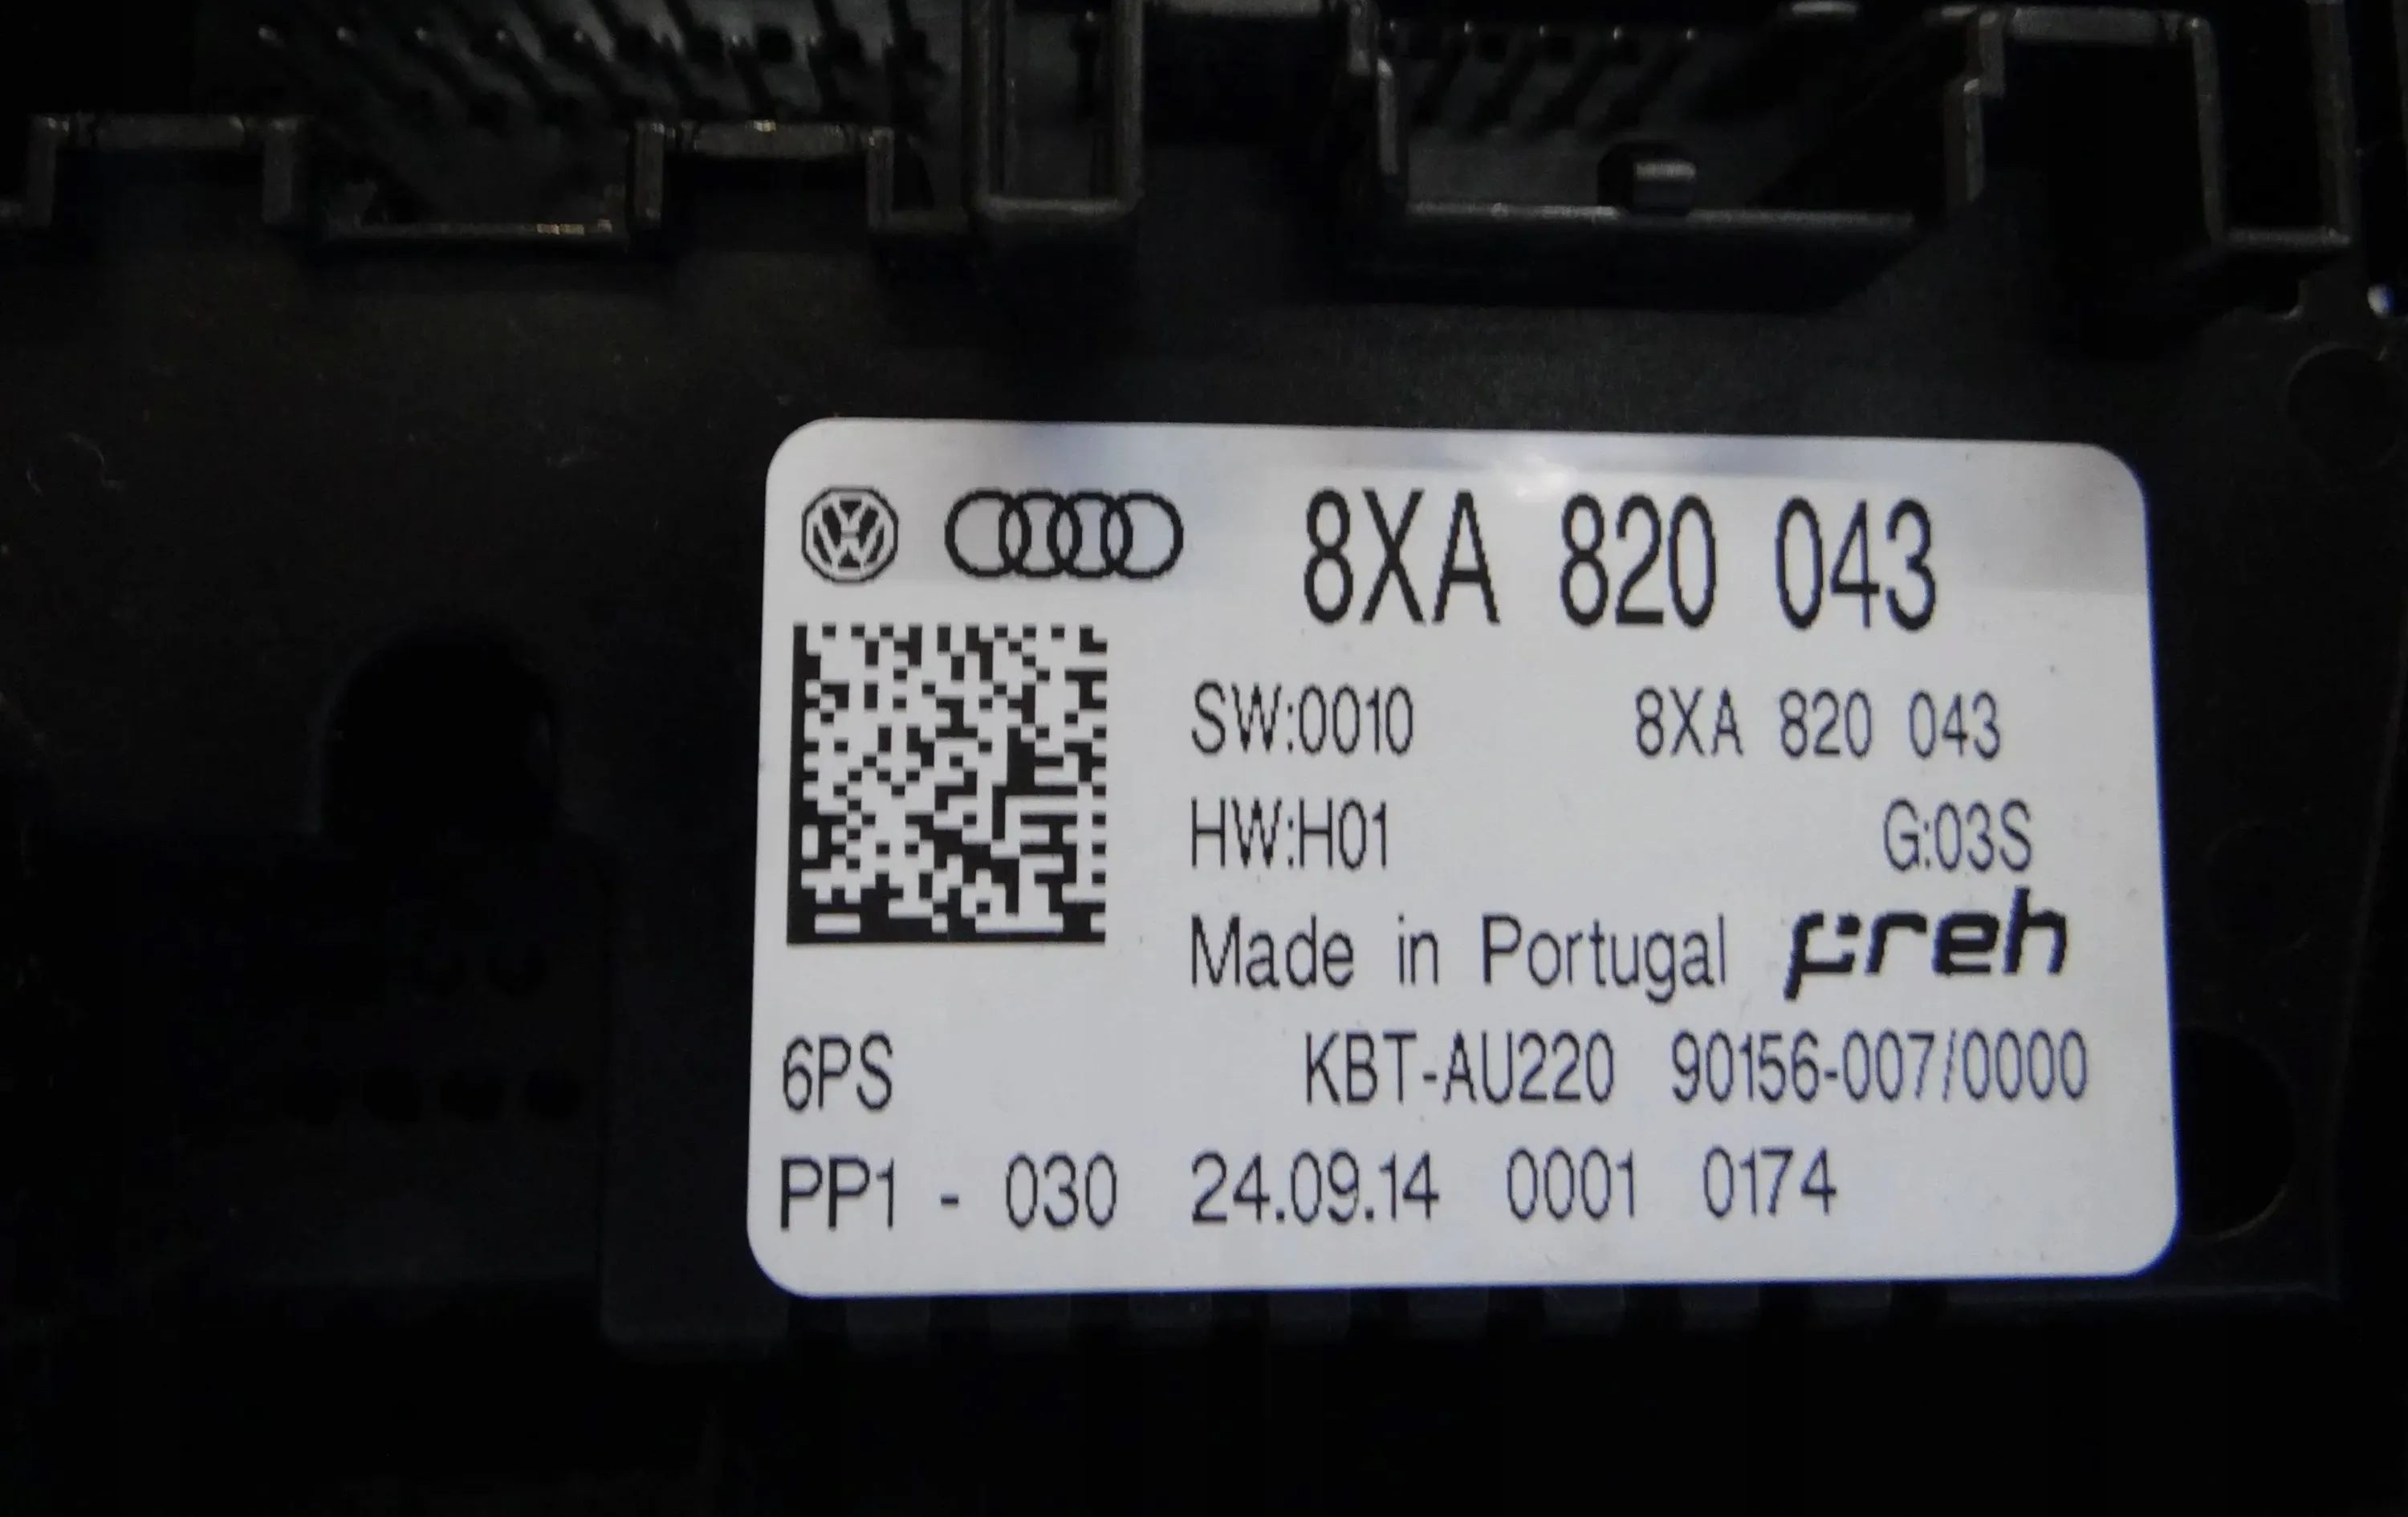 8XA 820 043
SW:0010 8XA 820 043
HW:H01 G:03S
Made in Portugal preh
6PS KBT-AU220 90156-007/0000
PP1 - 030 24.09.14 0001 0174